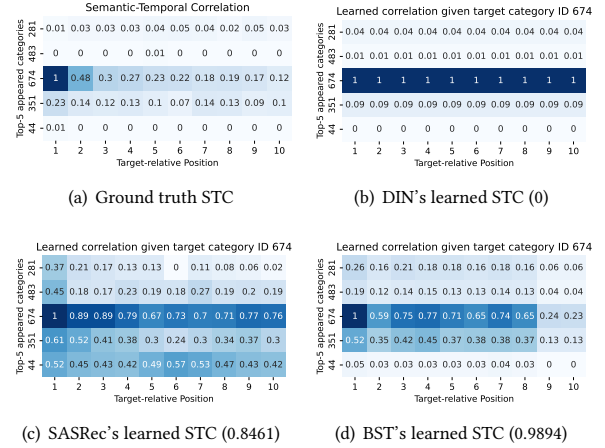 Semantic-Temporal Correlation
Top-5 appeared categories
281 0.01 0.03 0.04 0.02 0.03 0.05 0.04 0.02 0.05 0.03
483 0 0 0 0 0.01 0 0 0 0 0
674 1 0.48 0.3 0.27 0.23 0.22 0.18 0.19 0.17 0.12
351 0.23 0.14 0.12 0.13 0.1 0.07 0.14 0.13 0.09 0.1
44 0.01 0 0 0 0 0 0 0 0 0
1 2 3 4 5 6 7 8 9 10
Target-relative Position
(a) Ground truth STC
Learned correlation given target category ID 674
Top-5 appeared categories
281 0.04 0.04 0.04 0.04 0.04 0.04 0.04 0.04 0.04 0.04
483 0.01 0.01 0.01 0.01 0.01 0.01 0.01 0.01 0.01 0.01
674 1 1 1 1 1 1 1 1 1 1
351 0.09 0.09 0.09 0.09 0.09 0.09 0.09 0.09 0.09 0.09
44 0 0 0 0 0 0 0 0 0 0
1 2 3 4 5 6 7 8 9 10
Target-relative Position
(b) DIN's learned STC (0)
Learned correlation given target category ID 674
Top-5 appeared categories
281 0.37 0.21 0.17 0.13 0.13 0 0.11 0.08 0.06 0.02
483 0.45 0.18 0.17 0.23 0.19 0.18 0.27 0.19 0.2 0.19
674 1 0.89 0.89 0.79 0.67 0.73 0.7 0.71 0.77 0.76
351 0.61 0.52 0.41 0.38 0.3 0.24 0.3 0.34 0.37 0.3
44 0.52 0.45 0.43 0.42 0.49 0.57 0.53 0.47 0.43 0.42
1 2 3 4 5 6 7 8 9 10
Target-relative Position
(c) SASRec's learned STC (0.8461)
Learned correlation given target category ID 674
Top-5 appeared categories
281 0.26 0.16 0.21 0.18 0.16 0.18 0.16 0.14 0.06 0.06
483 0.19 0.12 0.14 0.15 0.13 0.13 0.14 0.13 0.04 0.04
674 1 0.59 0.75 0.77 0.71 0.65 0.74 0.65 0.24 0.23
351 0.52 0.35 0.42 0.45 0.37 0.38 0.42 0.37 0.13 0.13
44 0.05 0.03 0.03 0.03 0.03 0.03 0.03 0.03 0 0
1 2 3 4 5 6 7 8 9 10
Target-relative Position
(d) BST's learned STC (0.9894)